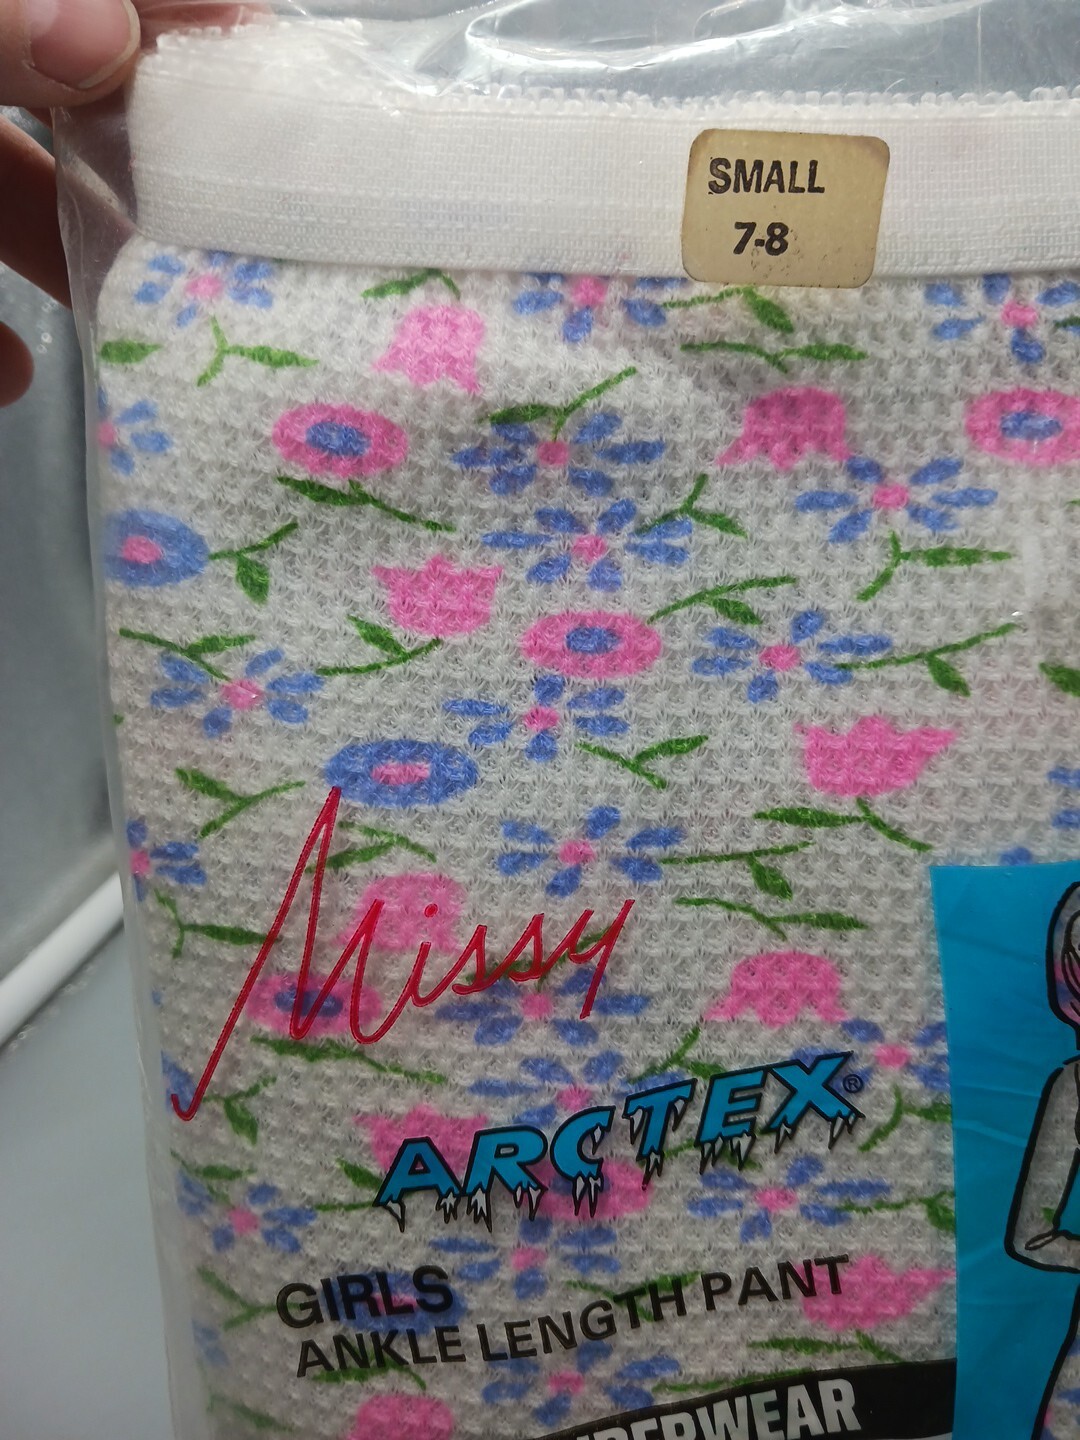 SMALL
7-8
Missy
ARCTEX®
GIRLS
ANKLE LENGTH PANT